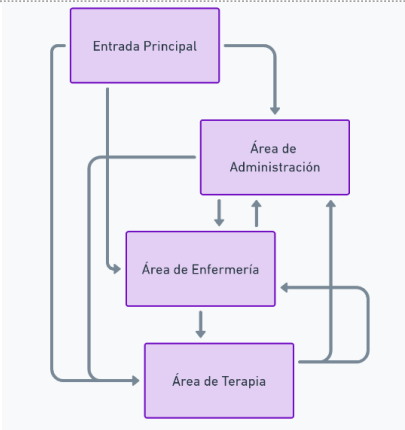 Entrada Principal
Área de
Administración
Área de Enfermería
Área de Terapia